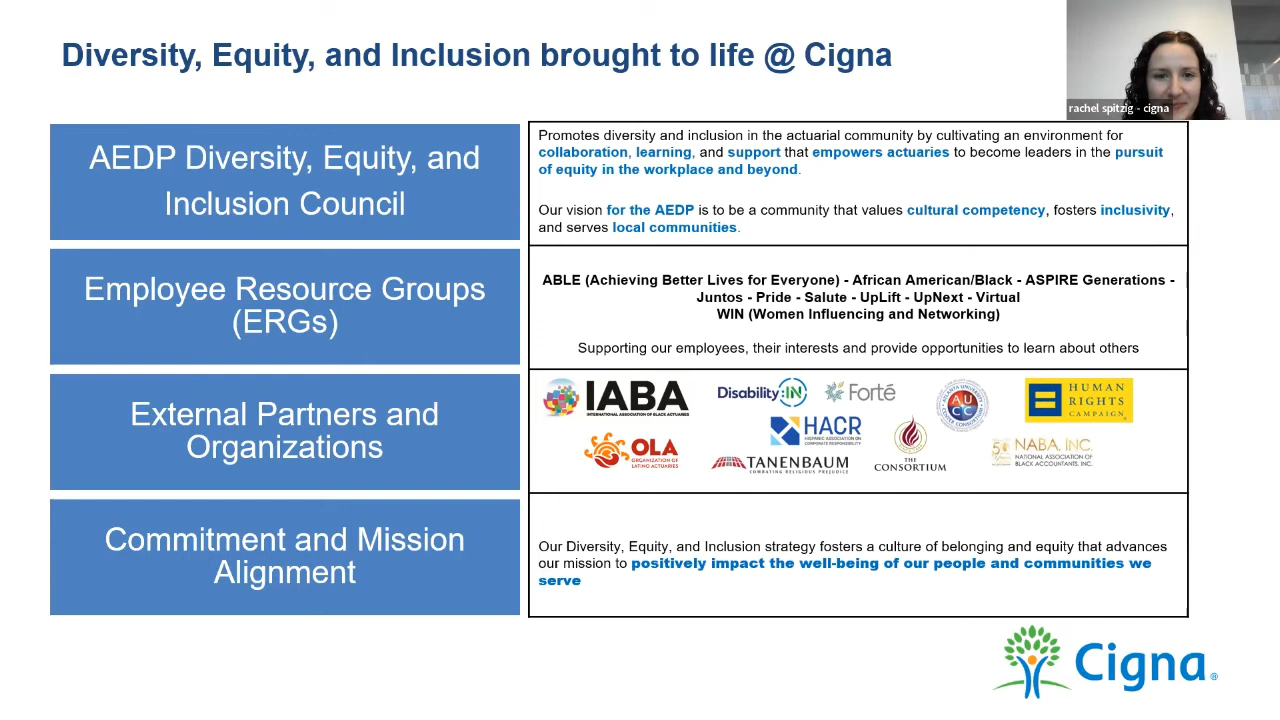 Diversity, Equity, and Inclusion brought to life @ Cigna
rachel spitzig - cigna
AEDP Diversity, Equity, and
Inclusion Council
Promotes diversity and inclusion in the actuarial community by cultivating an environment for
collaboration, learning, and support that empowers actuaries to become leaders in the pursuit
of equity in the workplace and beyond.
Our vision for the AEDP is to be a community that values cultural competency, fosters inclusivity,
and serves local communities.
Employee Resource Groups
(ERGs)
ABLE (Achieving Better Lives for Everyone) - African American/Black - ASPIRE Generations -
Juntos - Pride - Salute - UpLift - UpNext - Virtual
WIN (Women Influencing and Networking)
Supporting our employees, their interests and provide opportunities to learn about others
External Partners and
Organizations
IABA
INTERNATIONAL ASSOCIATION OF BLACK ACTUARIES
Disability:IN
Forté
AUCC
HUMAN
RIGHTS
CAMPAIGN
HACR
HISPANIC ASSOCIATION ON
CORPORATE RESPONSIBILITY
OLA
ORGANIZATION OF
LATINO ACTUARIES
TANENBAUM
COMBATING RELIGIOUS PREJUDICE
THE
CONSORTIUM
50
NABA, INC.
NATIONAL ASSOCIATION OF
BLACK ACCOUNTANTS, INC.
Commitment and Mission
Alignment
Our Diversity, Equity, and Inclusion strategy fosters a culture of belonging and equity that advances
our mission to positively impact the well-being of our people and communities we
serve
Cigna®